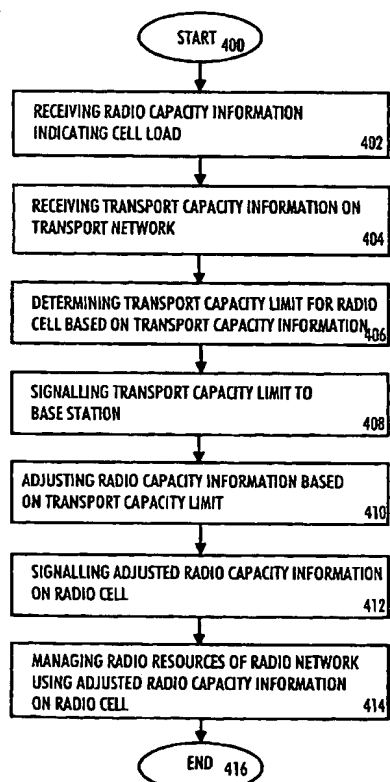 START 400
RECEIVING RADIO CAPACITY INFORMATION
INDICATING CELL LOAD
402
RECEIVING TRANSPORT CAPACITY INFORMATION ON
TRANSPORT NETWORK
404
DETERMINING TRANSPORT CAPACITY LIMIT FOR RADIO
CELL BASED ON TRANSPORT CAPACITY INFORMATION
406
SIGNALLING TRANSPORT CAPACITY LIMIT TO
BASE STATION
408
ADJUSTING RADIO CAPACITY INFORMATION BASED
ON TRANSPORT CAPACITY LIMIT
410
SIGNALLING ADJUSTED RADIO CAPACITY INFORMATION
ON RADIO CELL
412
MANAGING RADIO RESOURCES OF RADIO NETWORK
USING ADJUSTED RADIO CAPACITY INFORMATION
ON RADIO CELL
414
END 416